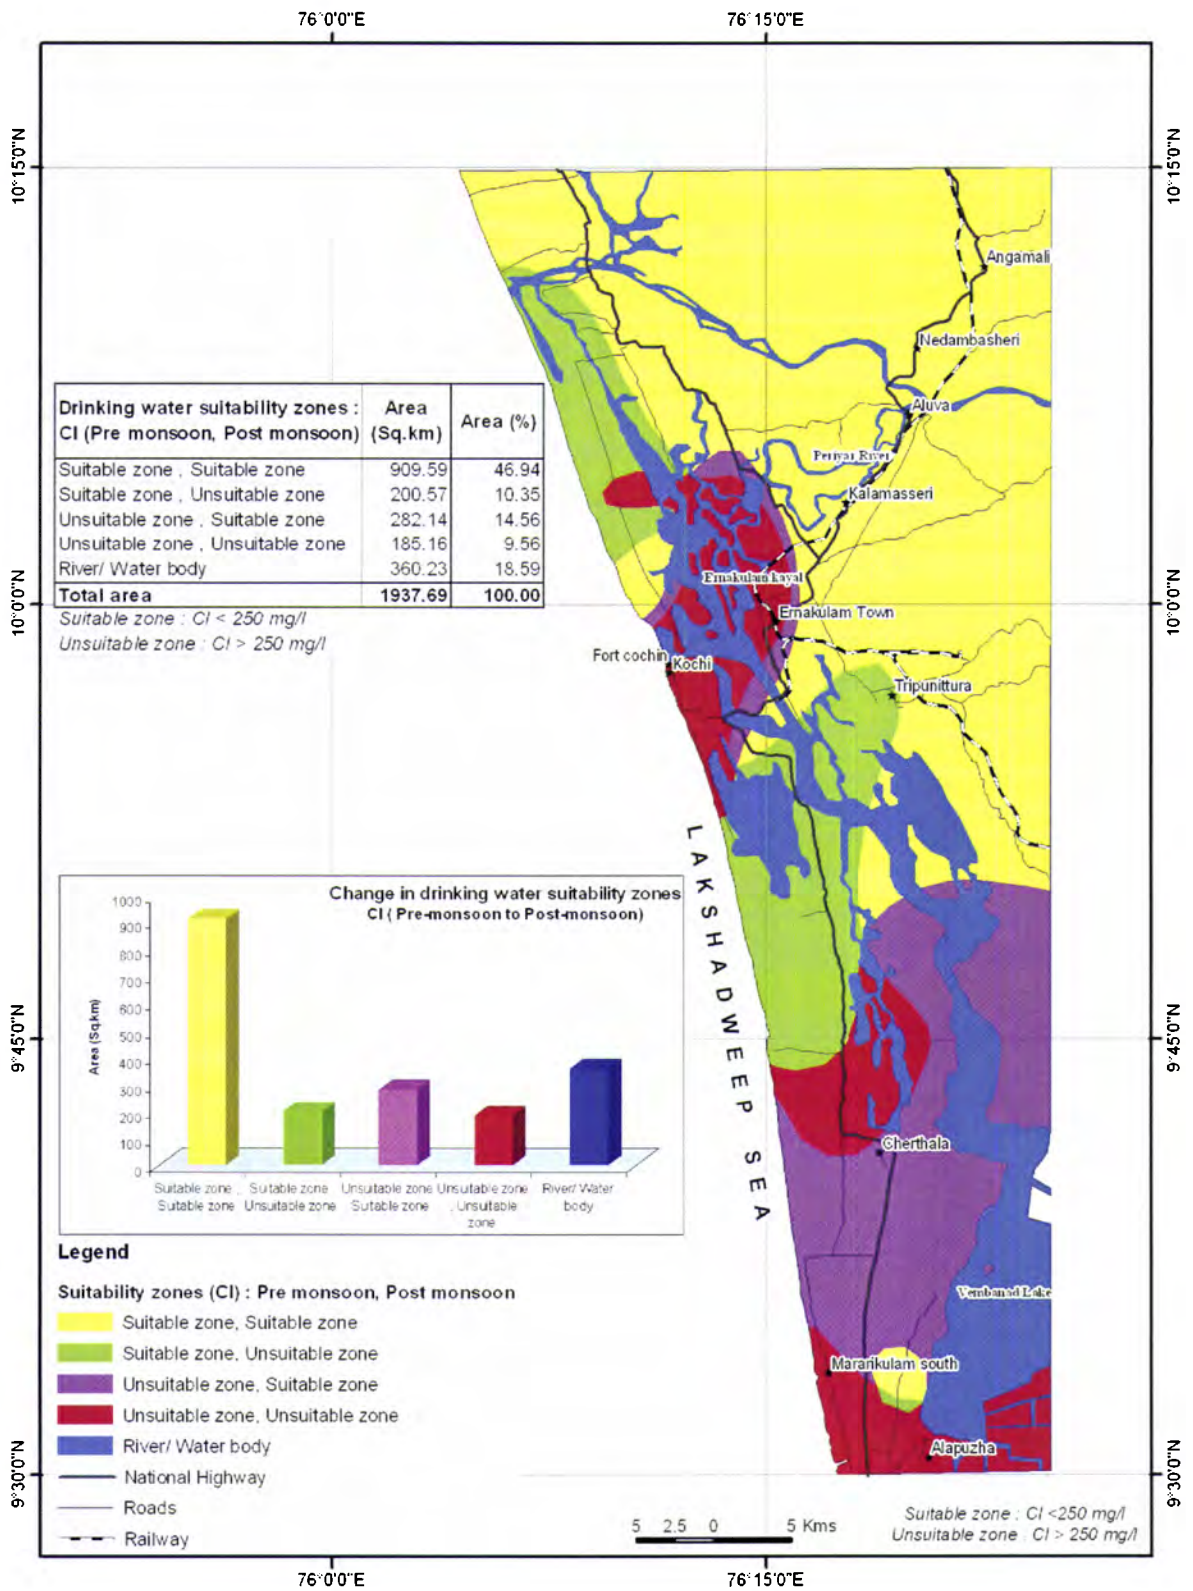 76°0'0"E 76°15'0"E
10°15'0"N 10°15'0"N
Angamali
Nedambasheri
Aluva
Periyar River
Kalamasseri
Drinking water suitability zones : Cl (Pre monsoon, Post monsoon) Area (Sq.km) Area (%)
Suitable zone , Suitable zone 909.59 46.94
Suitable zone , Unsuitable zone 200.57 10.35
Unsuitable zone , Suitable zone 282.14 14.56
Unsuitable zone , Unsuitable zone 185.16 9.56
River/ Water body 360.23 18.59
Total area 1937.69 100.00
Suitable zone : Cl < 250 mg/l
Unsuitable zone : Cl > 250 mg/l
Ernakulam kayal
10°0'0"N 10°0'0"N
Ernakulam Town
Fort cochin
Kochi
Tripunittura
LAKSHADWEEP SEA
Change in drinking water suitability zones
Cl ( Pre-monsoon to Post-monsoon)
Area (Sq.km)
1000
900
800
700
600
500
400
300
200
100
0
Suitable zone , Suitable zone
Suitable zone , Unsuitable zone
Unsuitable zone , Suitable zone
Unsuitable zone , Unsuitable zone
River/ Water body
9°45'0"N 9°45'0"N
Cherthala
Vembanad Lake
Mararikulam south
Alapuzha
Legend
Suitability zones (Cl) : Pre monsoon, Post monsoon
Suitable zone, Suitable zone
Suitable zone, Unsuitable zone
Unsuitable zone, Suitable zone
Unsuitable zone, Unsuitable zone
River/ Water body
National Highway
Roads
Railway
9°30'0"N 9°30'0"N
5 2.5 0 5 Kms
Suitable zone : Cl <250 mg/l
Unsuitable zone : Cl > 250 mg/l
76°0'0"E 76°15'0"E